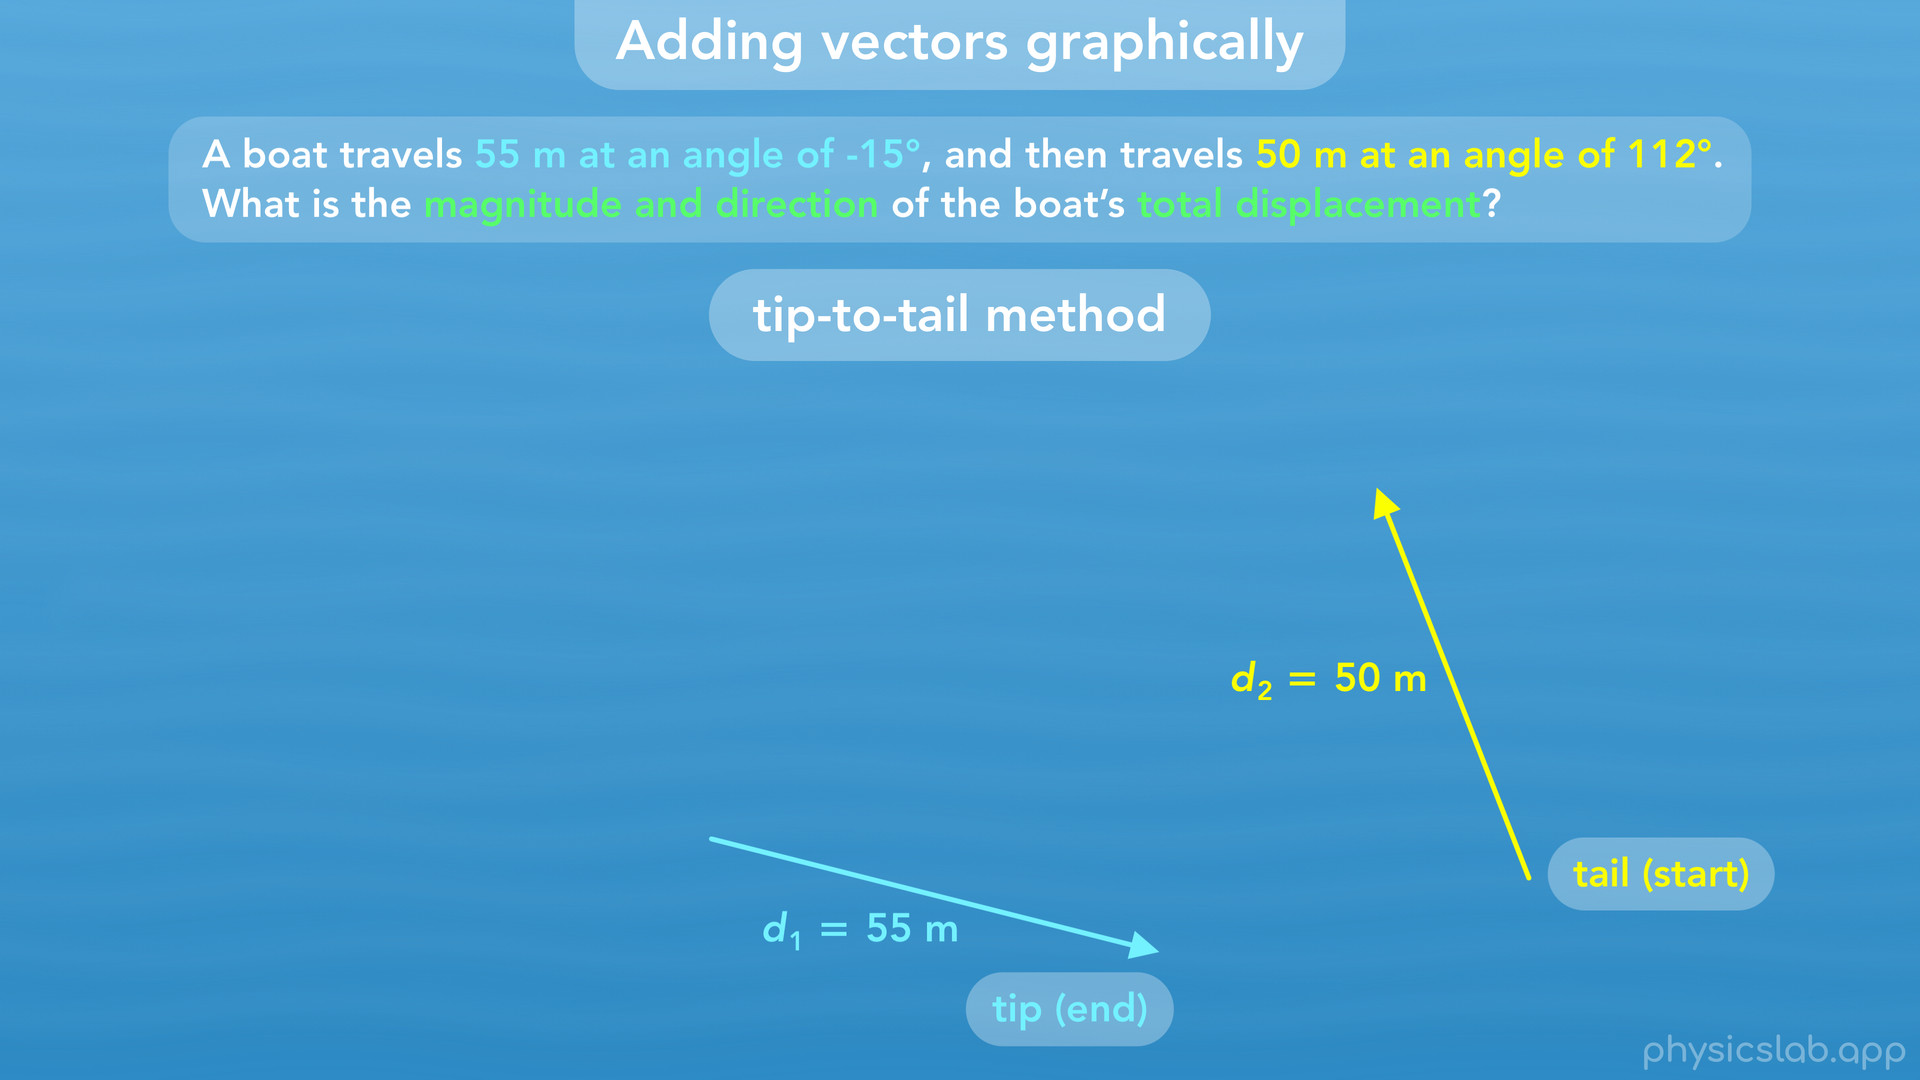 Adding vectors graphically
A boat travels 55 m at an angle of -15°, and then travels 50 m at an angle of 112°.
What is the magnitude and direction of the boat’s total displacement?
tip-to-tail method
d₂ = 50 m
tail (start)
d₁ = 55 m
tip (end)
physicslab.app